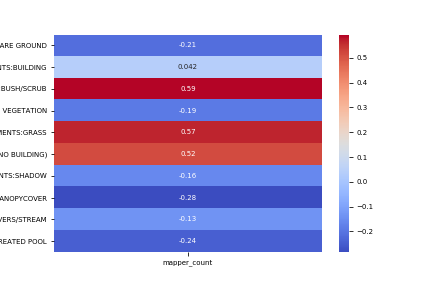 ARE GROUND
-0.21
NTS:BUILDING
0.042
BUSH/SCRUB
0.59
VEGETATION
-0.19
MENTS:GRASS
0.57
NO BUILDING)
0.52
NTS:SHADOW
-0.16
ANOPYCOVER
-0.28
VERS/STREAM
-0.13
REATED POOL
-0.24
mapper_count
0.5
0.4
0.3
0.2
0.1
0.0
−0.1
−0.2